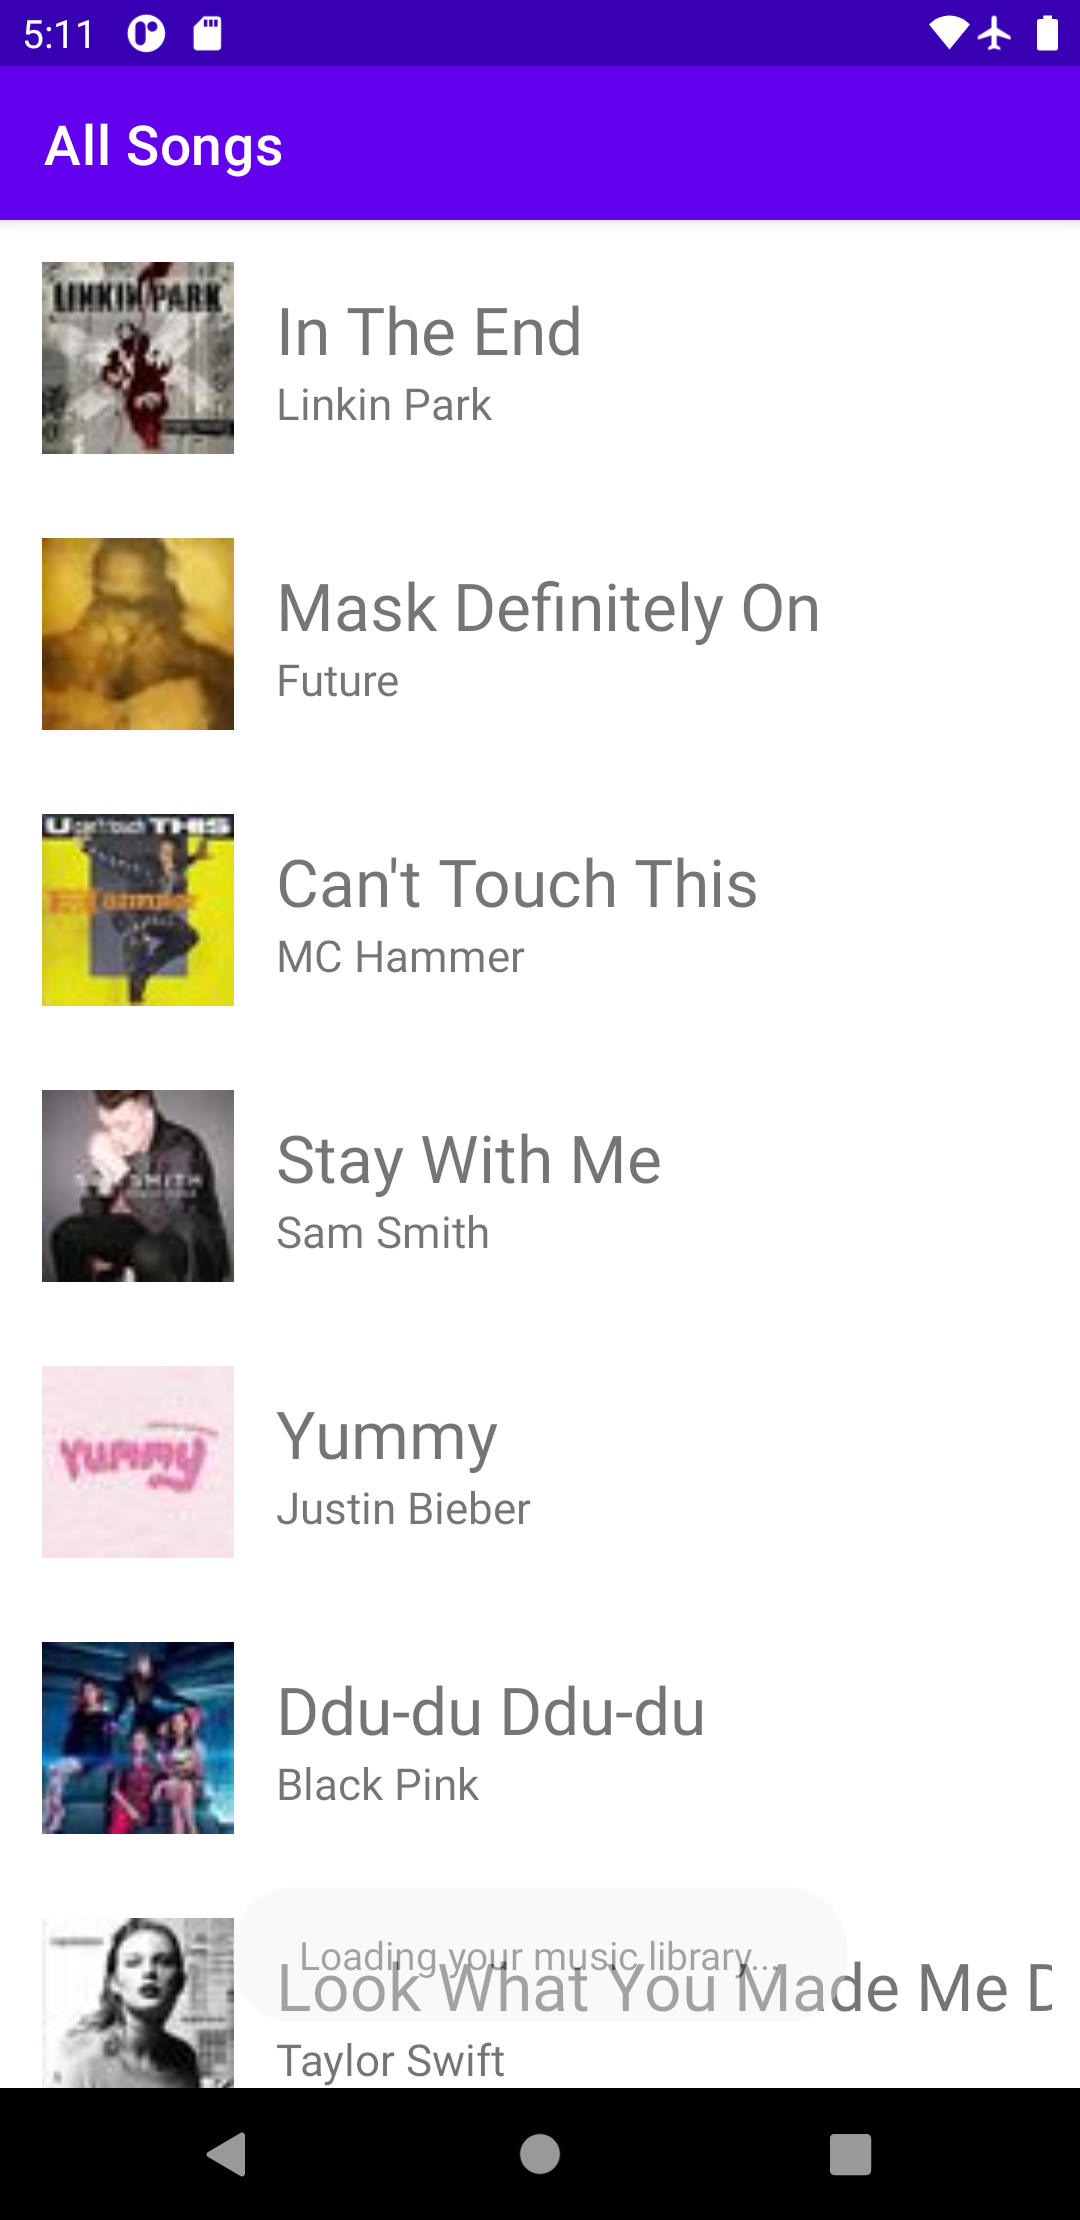 5:11
All Songs
LINKIN PARK
In The End
Linkin Park
Mask Definitely On
Future
U can't touch THIS
Hammer
Can't Touch This
MC Hammer
SAM SMITH
Stay With Me
Sam Smith
Yummy
Yummy
Justin Bieber
Ddu-du Ddu-du
Black Pink
Loading your music library...
Look What You Made Me D
Taylor Swift